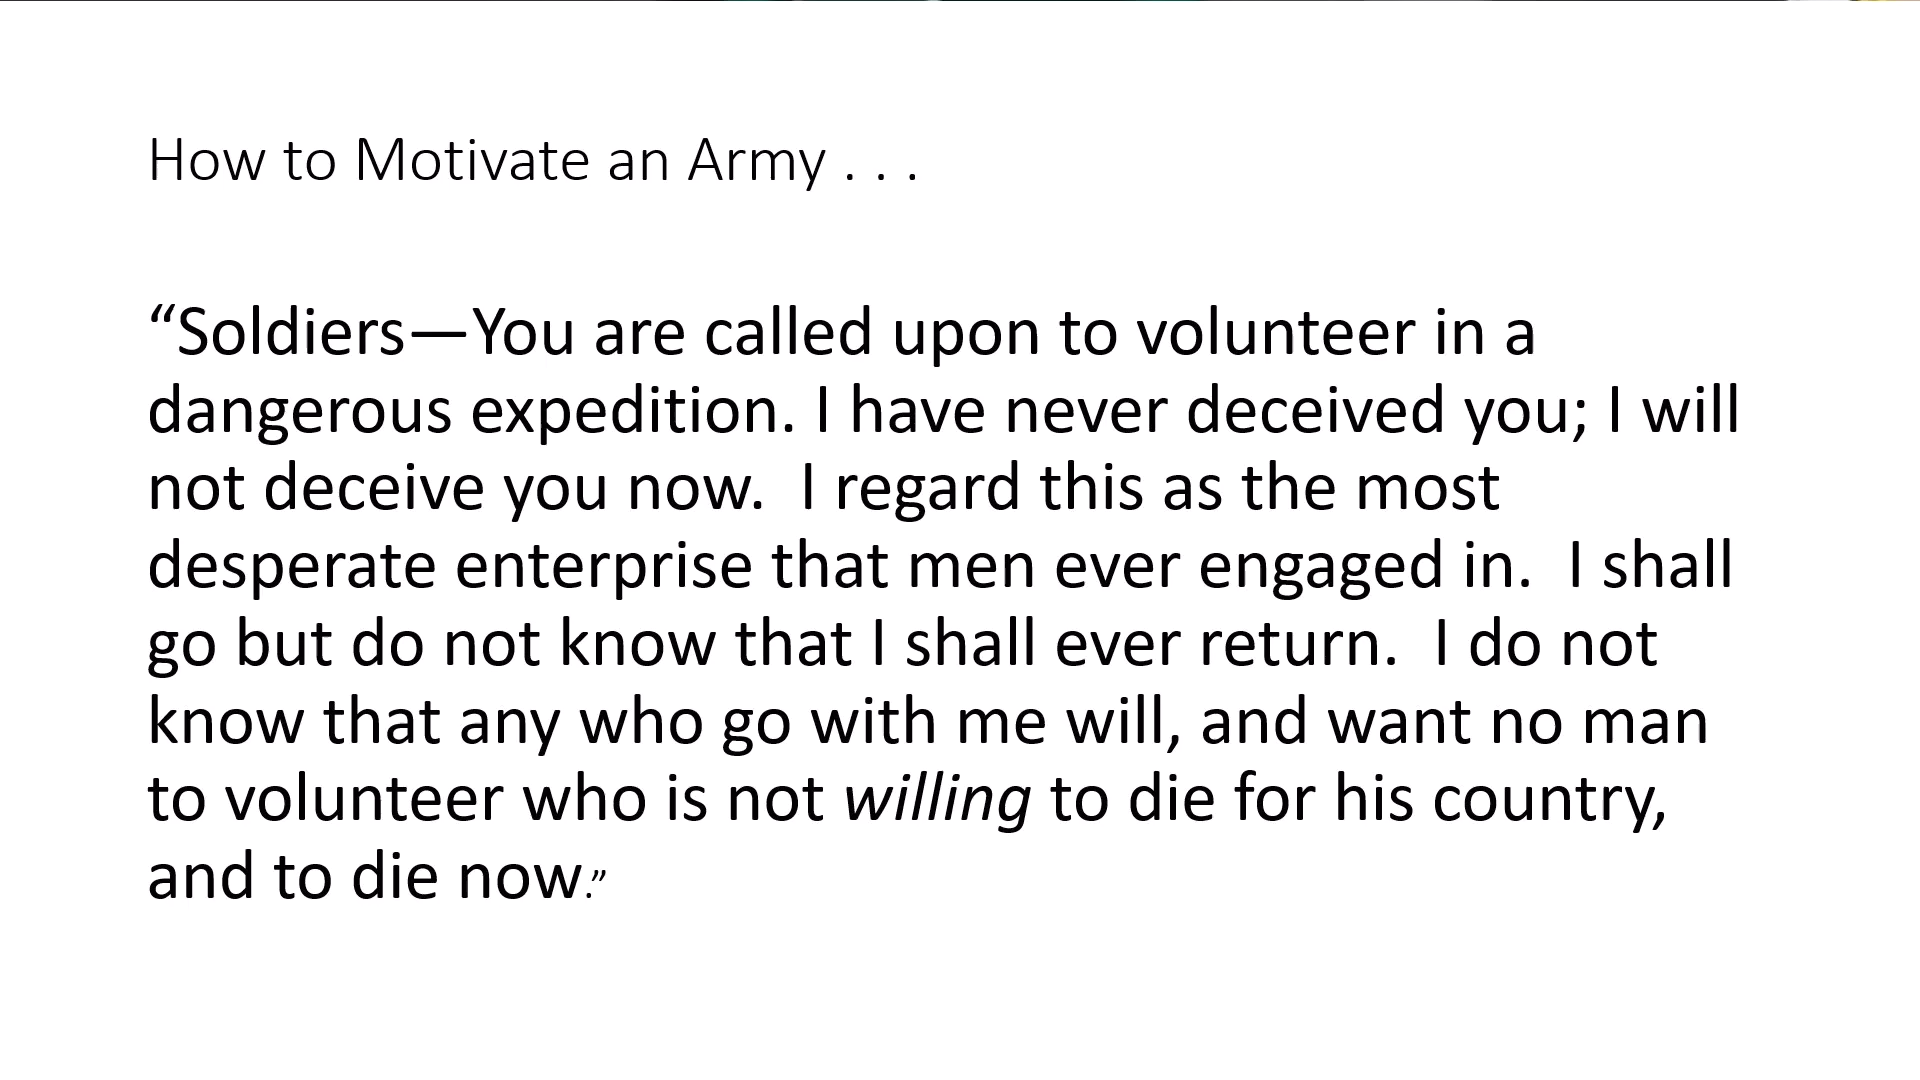 How to Motivate an Army . . .
“Soldiers—You are called upon to volunteer in a
dangerous expedition. I have never deceived you; I will
not deceive you now.  I regard this as the most
desperate enterprise that men ever engaged in.  I shall
go but do not know that I shall ever return.  I do not
know that any who go with me will, and want no man
to volunteer who is not willing to die for his country,
and to die now.”